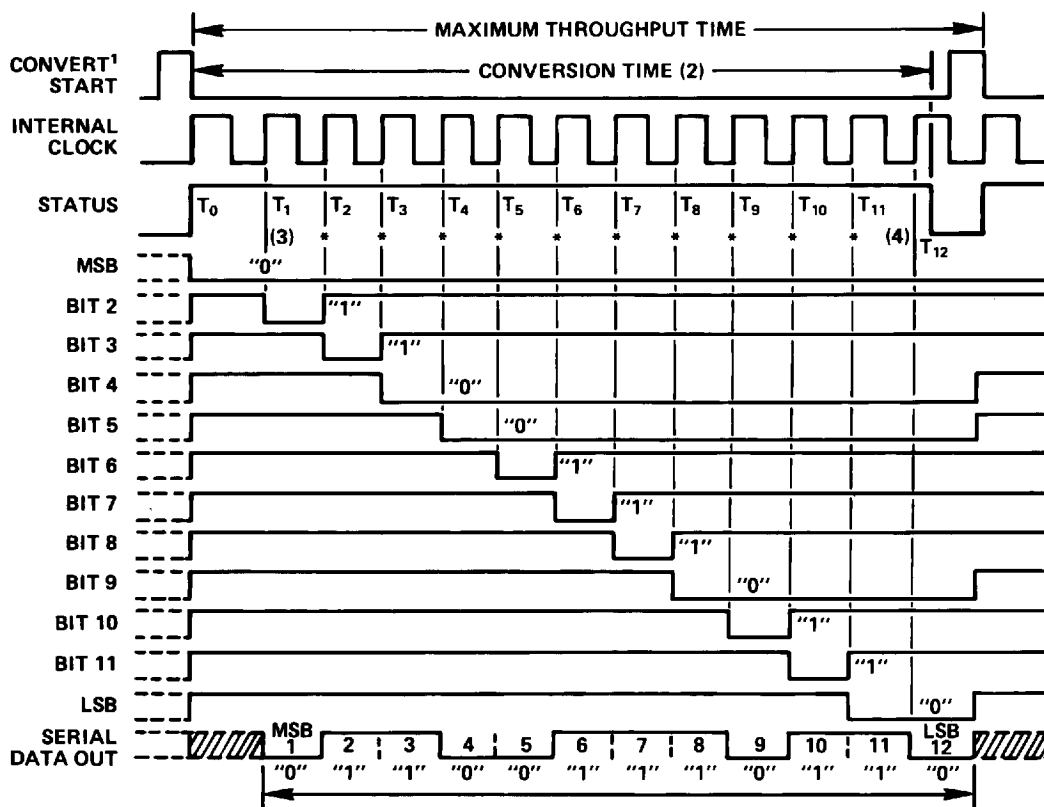 MAXIMUM THROUGHPUT TIME
CONVERT¹
START
CONVERSION TIME (2)
INTERNAL
CLOCK
STATUS
T0 T1 T2 T3 T4 T5 T6 T7 T8 T9 T10 T11
(3) * * * * * * * * * * (4) T12
MSB "0"
BIT 2 "1"
BIT 3 "1"
BIT 4 "0"
BIT 5 "0"
BIT 6 "1"
BIT 7 "1"
BIT 8 "1"
BIT 9 "0"
BIT 10 "1"
BIT 11 "1"
LSB "0"
SERIAL
DATA OUT
MSB LSB
1 2 3 4 5 6 7 8 9 10 11 12
"0" "1" "1" "0" "0" "1" "1" "1" "0" "1" "1" "0"